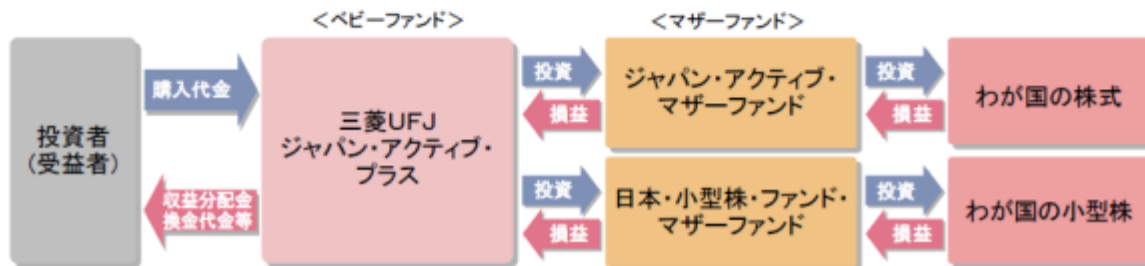 ＜ベビーファンド＞
＜マザーファンド＞
投資者
(受益者)
購入代金
収益分配金
換金代金等
三菱UFJ
ジャパン・アクティブ・
プラス
投資
損益
ジャパン・アクティブ・
マザーファンド
投資
損益
わが国の株式
投資
損益
日本・小型株・ファンド・
マザーファンド
投資
損益
わが国の小型株